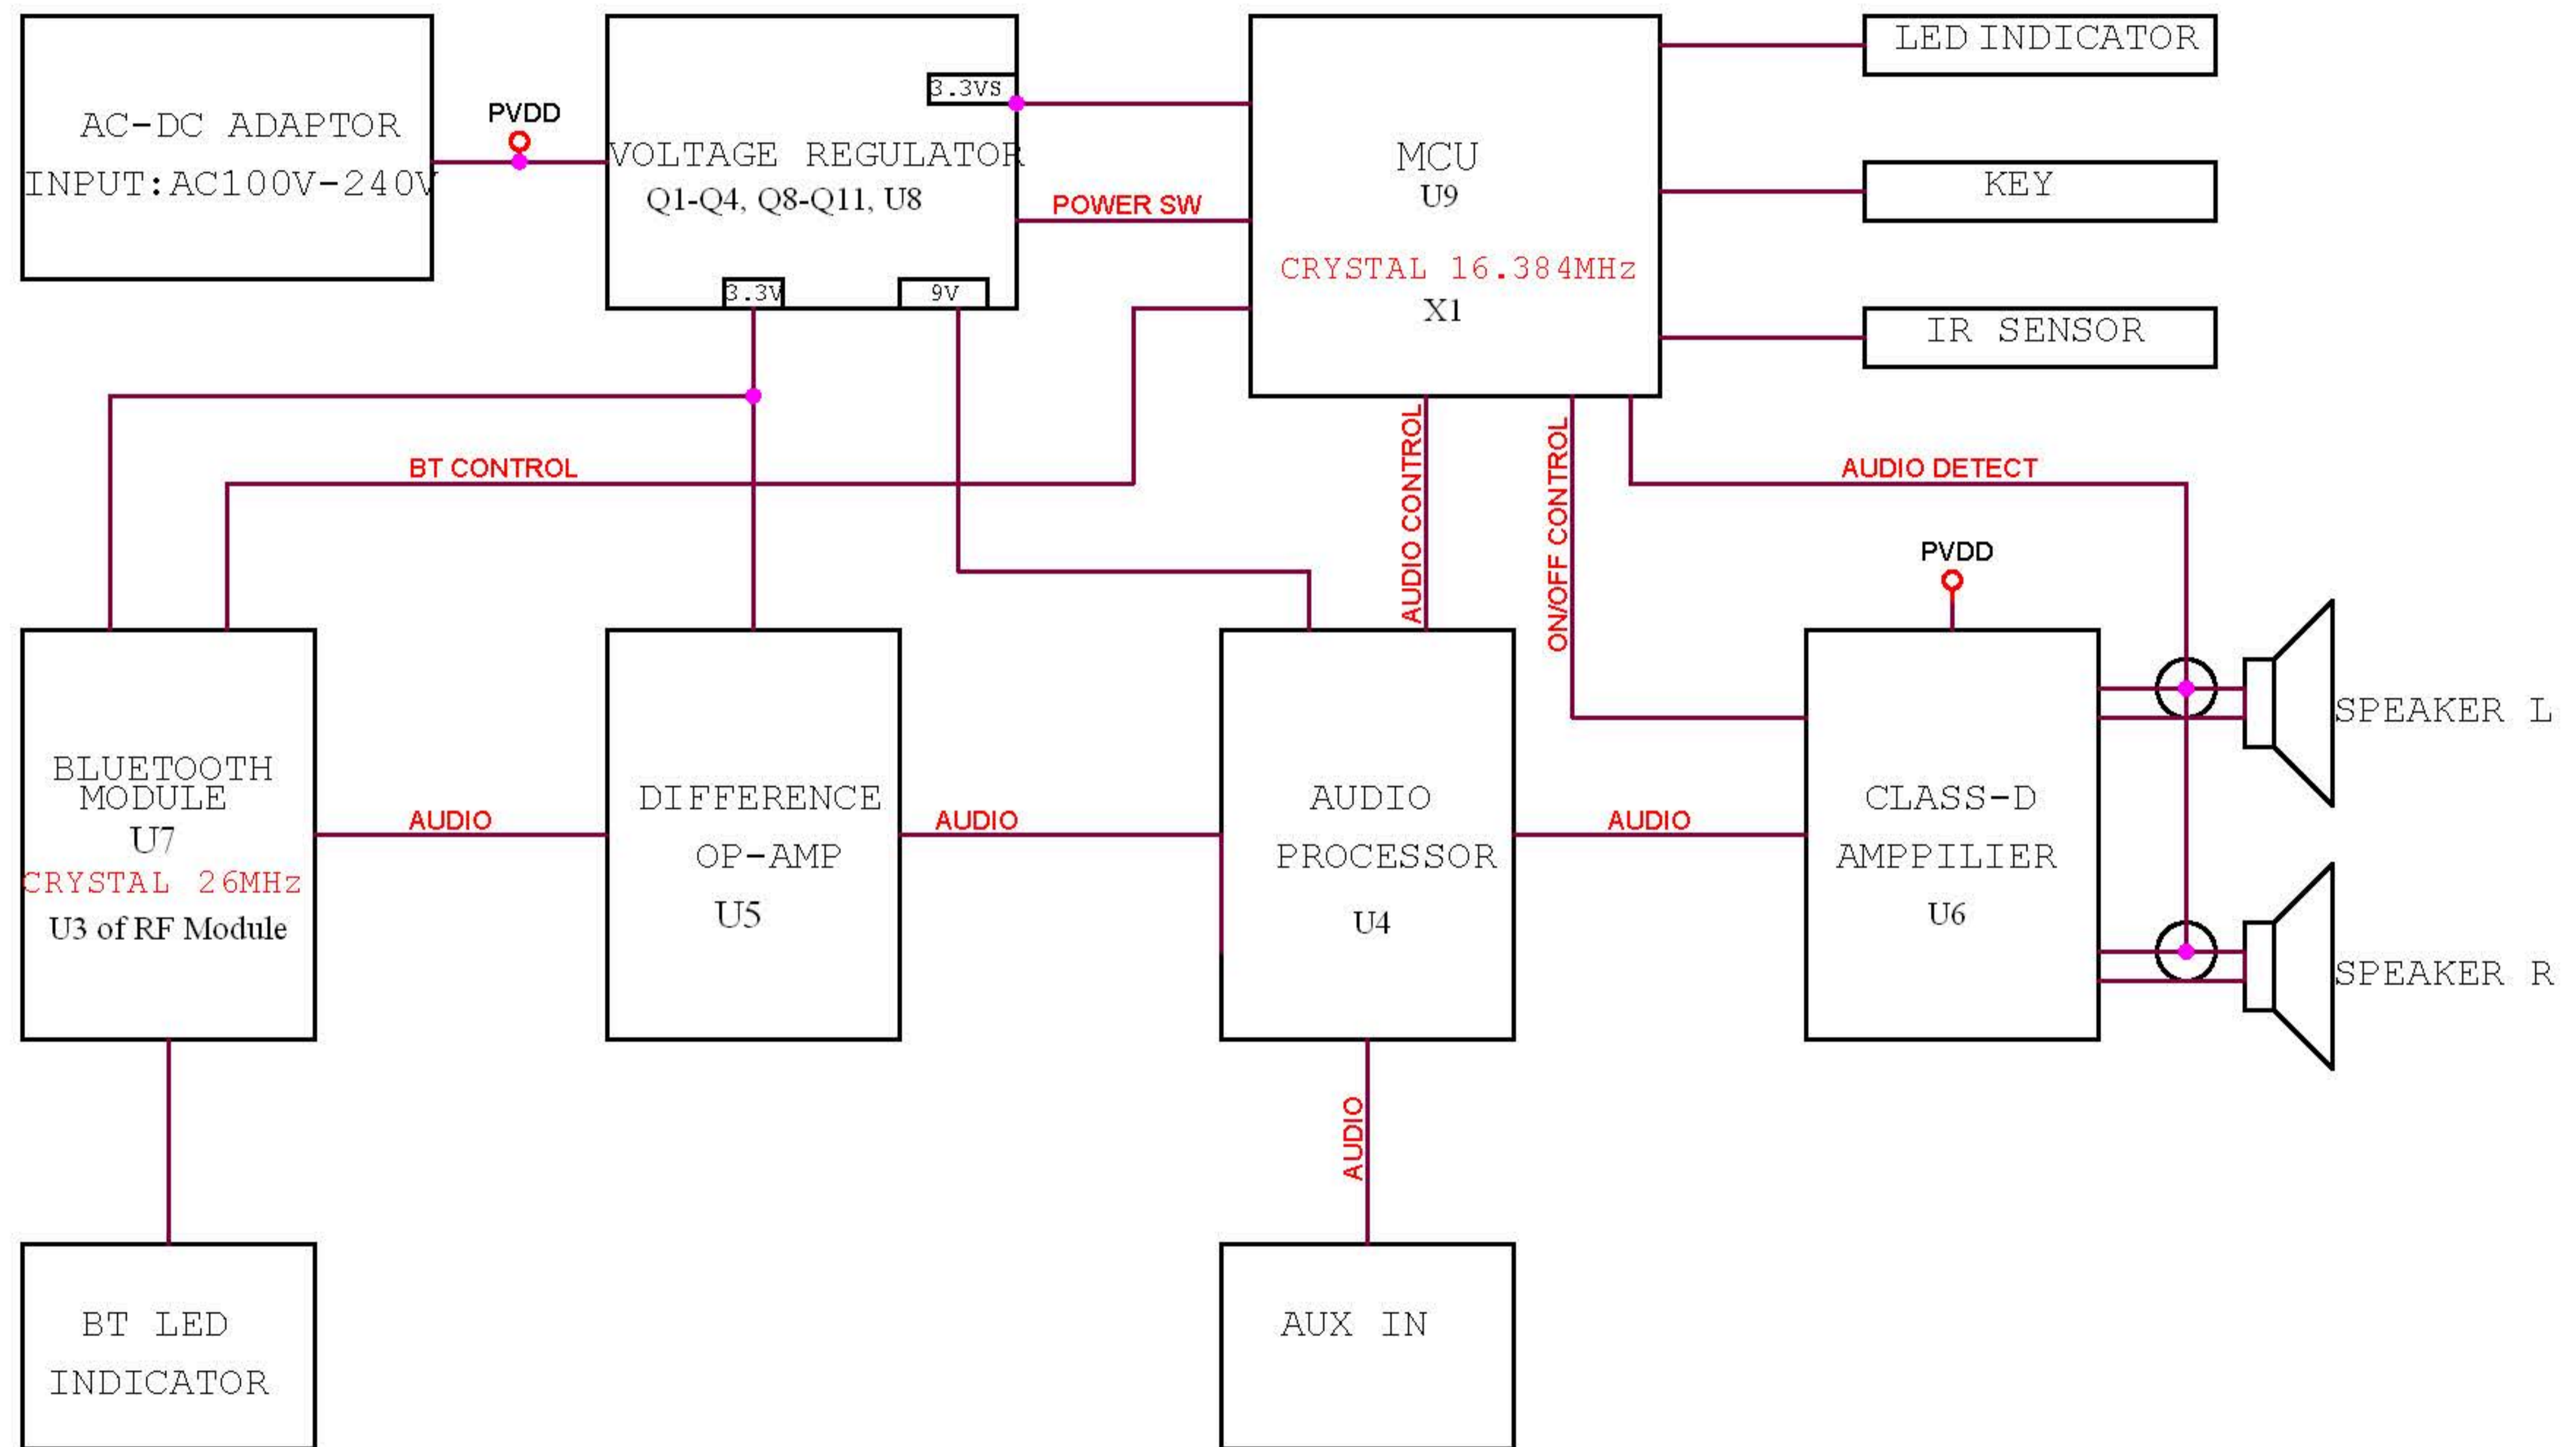 AC-DC ADAPTOR
INPUT:AC100V-240V
PVDD
3.3VS
VOLTAGE REGULATOR
Q1-Q4, Q8-Q11, U8
3.3V
9V
POWER SW
MCU
U9
CRYSTAL 16.384MHz
X1
LED INDICATOR
KEY
IR SENSOR
BT CONTROL
AUDIO CONTROL
ON/OFF CONTROL
AUDIO DETECT
PVDD
BLUETOOTH
MODULE
U7
CRYSTAL 26MHz
U3 of RF Module
AUDIO
DIFFERENCE
OP-AMP
U5
AUDIO
AUDIO
PROCESSOR
U4
AUDIO
CLASS-D
AMPPILIER
U6
SPEAKER L
SPEAKER R
AUDIO
BT LED
INDICATOR
AUX IN